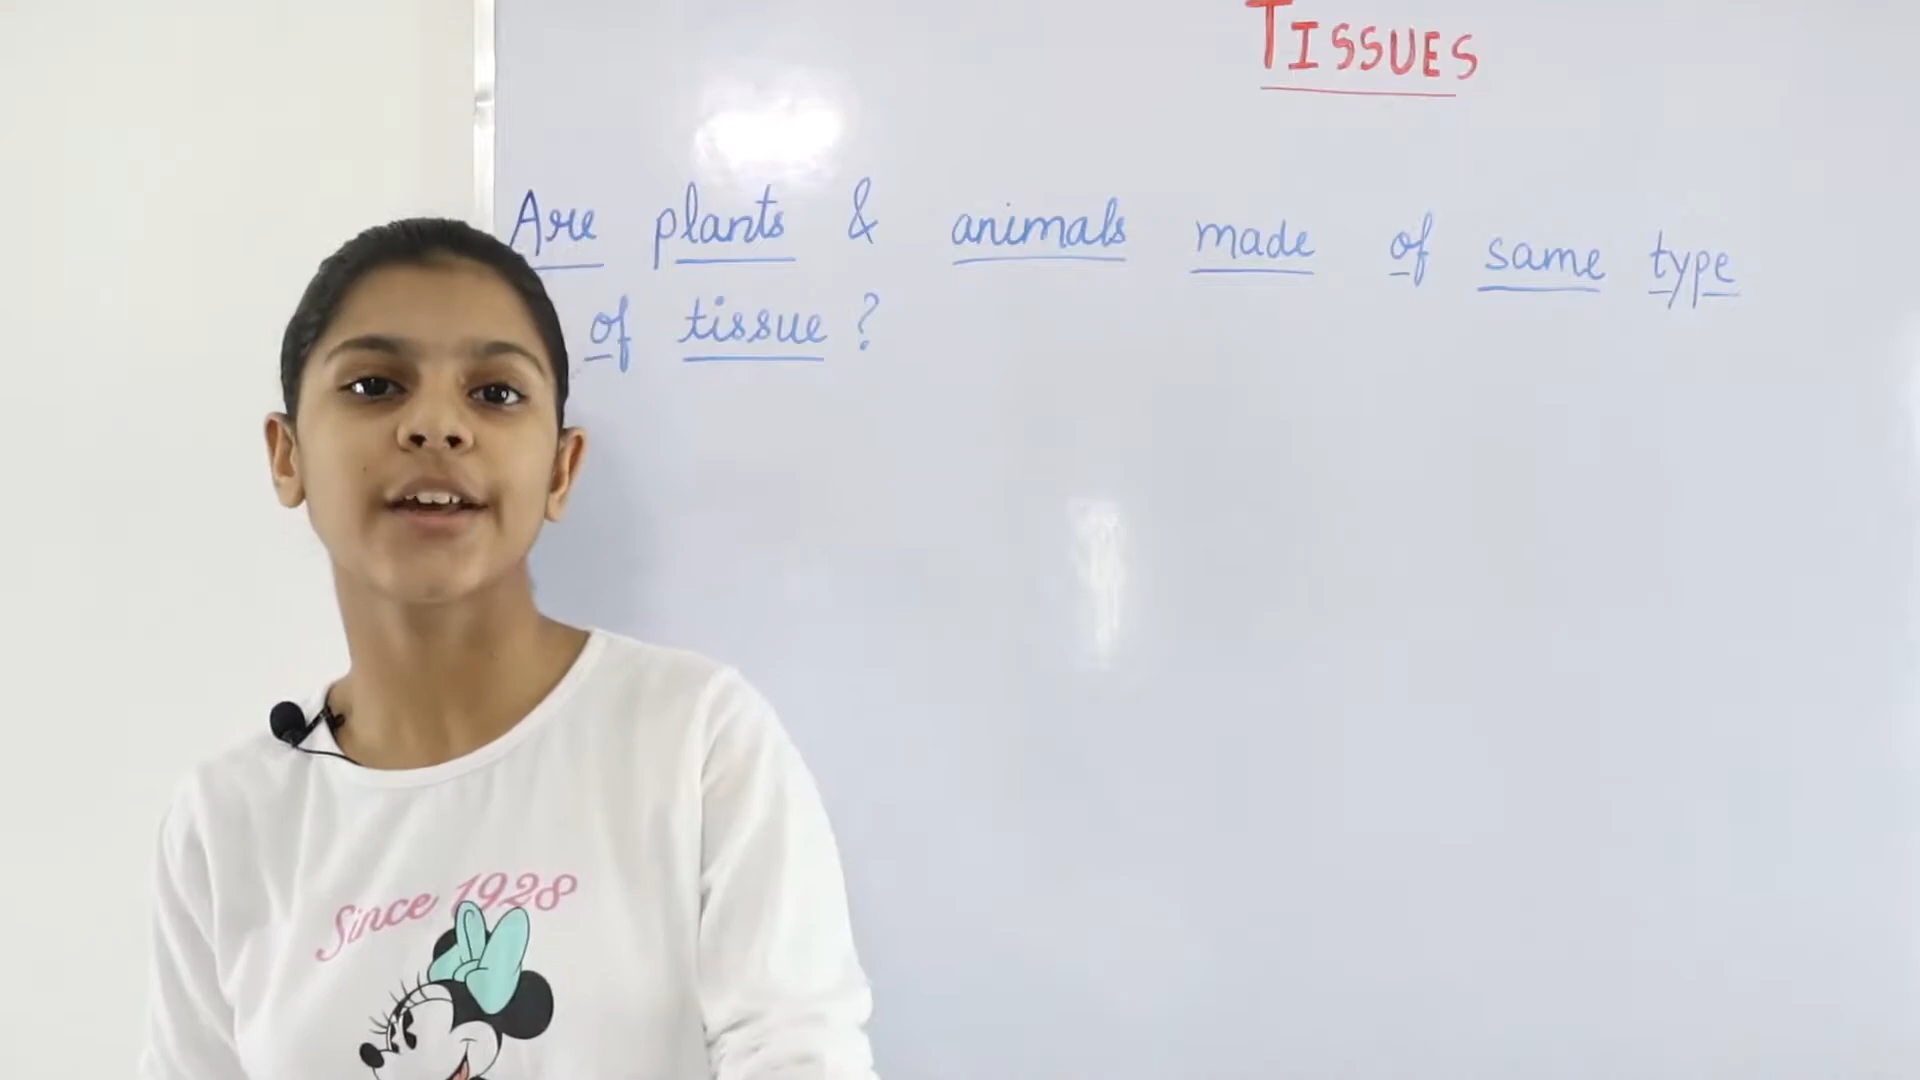 TISSUES
Are plants & animals made of same type
of tissue ?
Since 1928